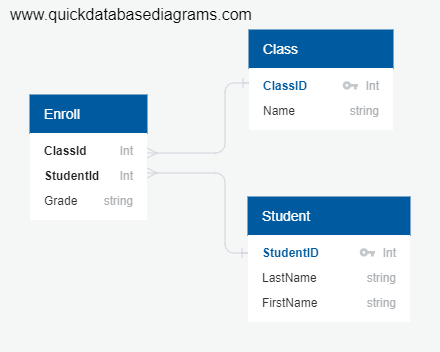 www.quickdatabasediagrams.com
Class
ClassID Int
Name string
Enroll
ClassId Int
StudentId Int
Grade string
Student
StudentID Int
LastName string
FirstName string